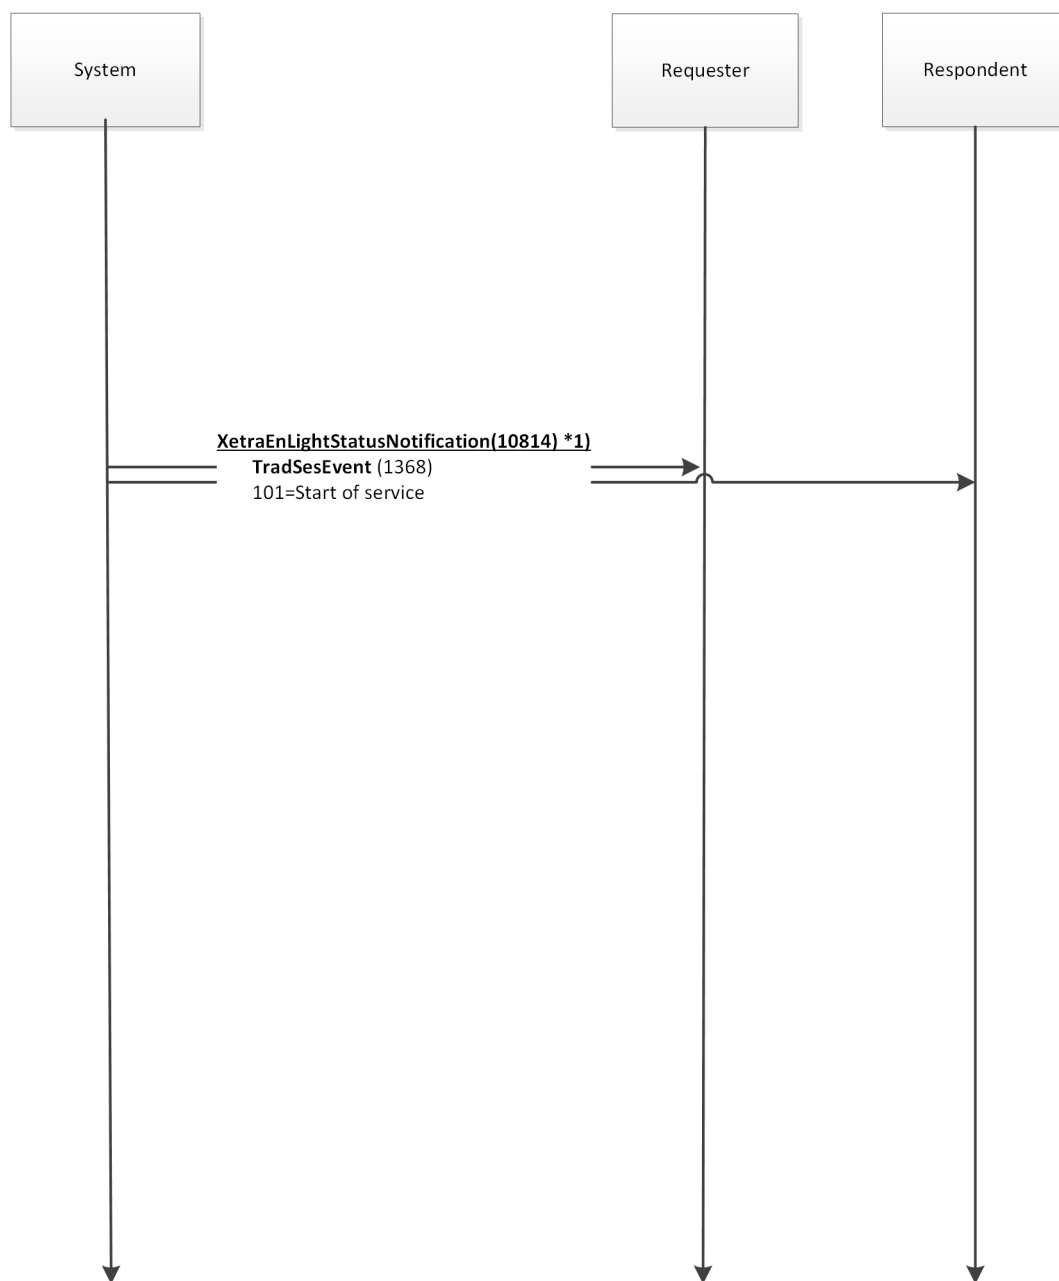 System
Requester
Respondent
XetraEnLightStatusNotification(10814) *1)
TradSesEvent (1368)
101=Start of service